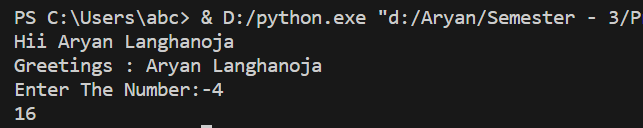 PS C:\Users\abc> & D:/python.exe "d:/Aryan/Semester - 3/P
Hii Aryan Langhanoja
Greetings : Aryan Langhanoja
Enter The Number:-4
16